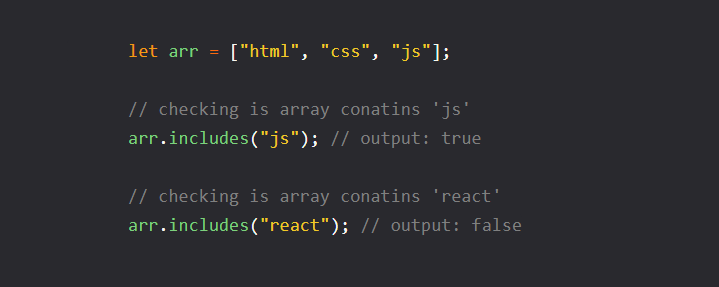 let arr = ["html", "css", "js"];
// checking is array conatins 'js'
arr.includes("js"); // output: true
// checking is array conatins 'react'
arr.includes("react"); // output: false